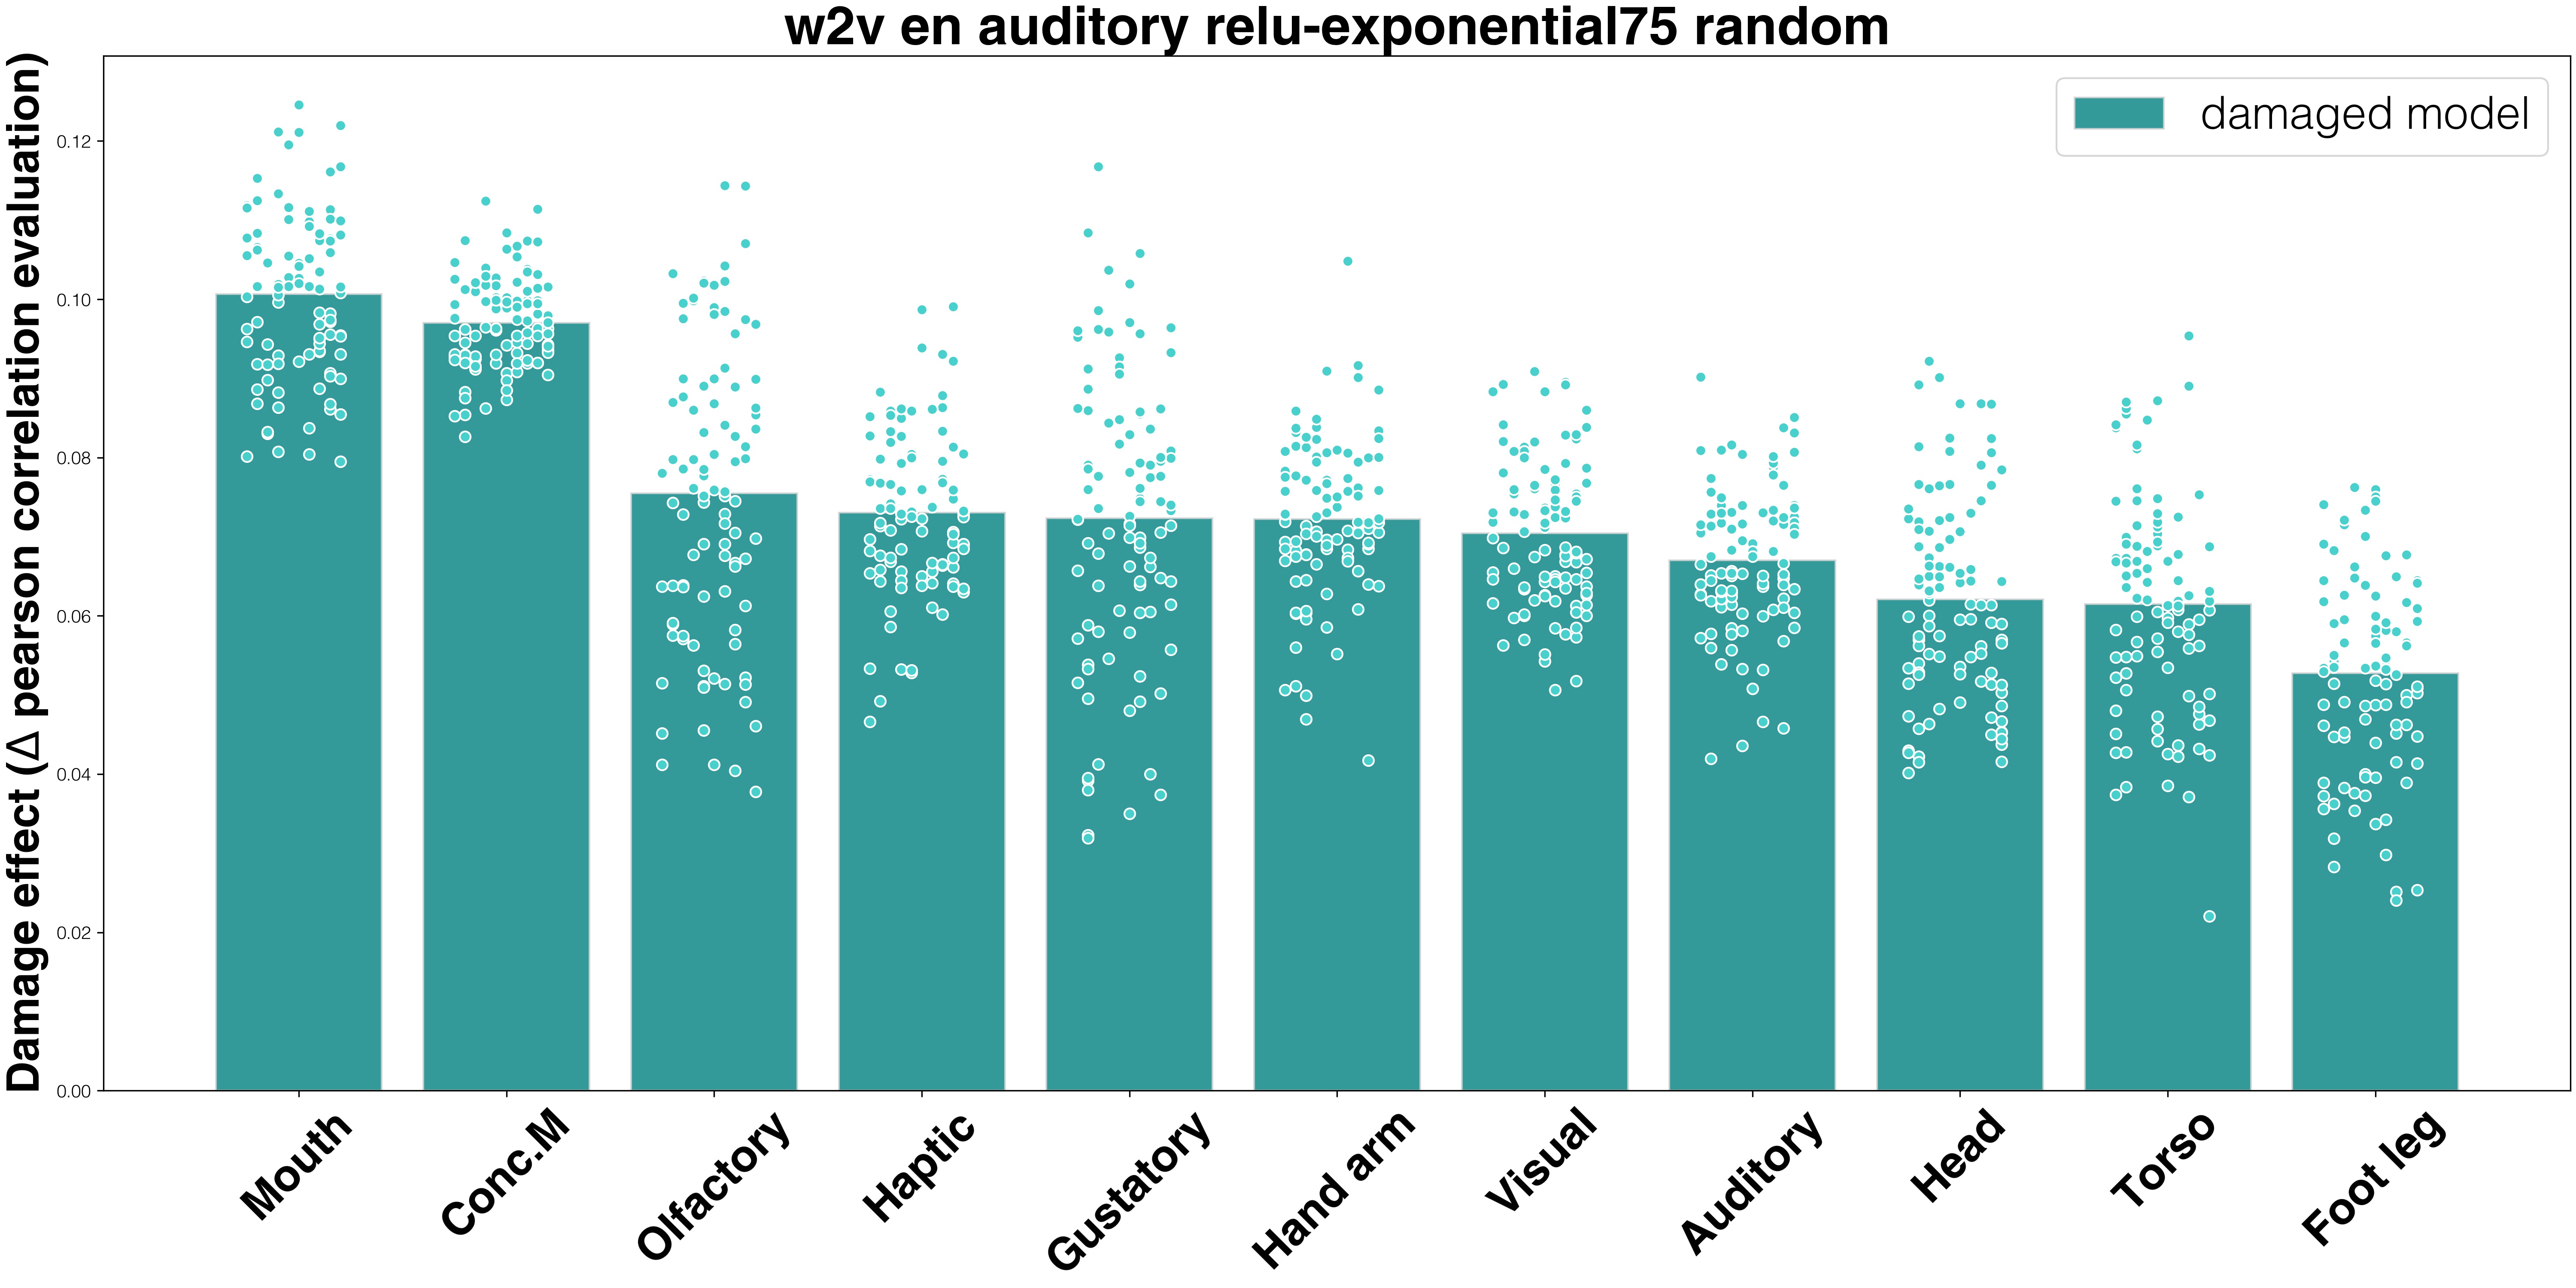 w2v en auditory relu-exponential75 random
damaged model
Damage effect (Δ pearson correlation evaluation)
0.12
0.10
0.08
0.06
0.04
0.02
0.00
Mouth
Conc.M
Olfactory
Haptic
Gustatory
Hand arm
Visual
Auditory
Head
Torso
Foot leg